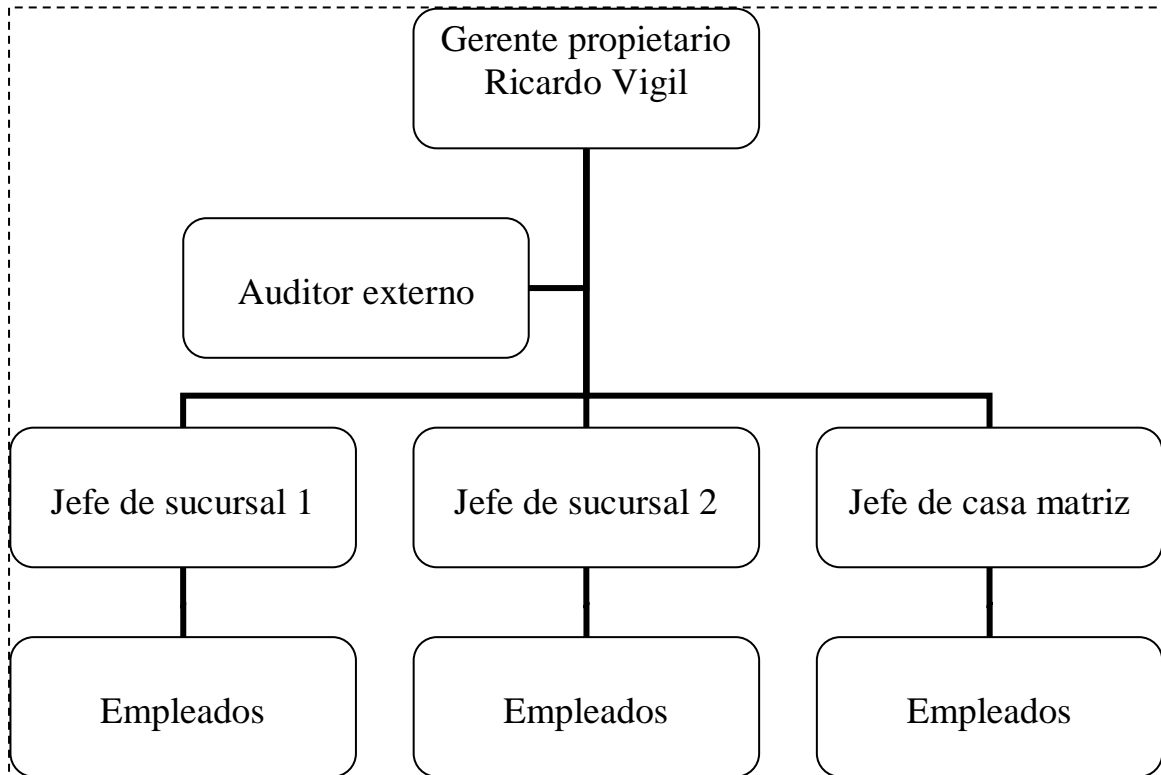 Gerente propietario
Ricardo Vigil
Auditor externo
Jefe de sucursal 1
Jefe de sucursal 2
Jefe de casa matriz
Empleados
Empleados
Empleados